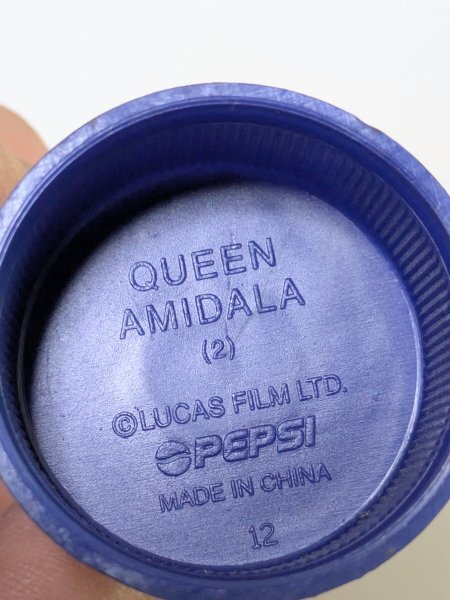 QUEEN
AMIDALA
(2)
©LUCAS FILM LTD.
PEPSI
MADE IN CHINA
12